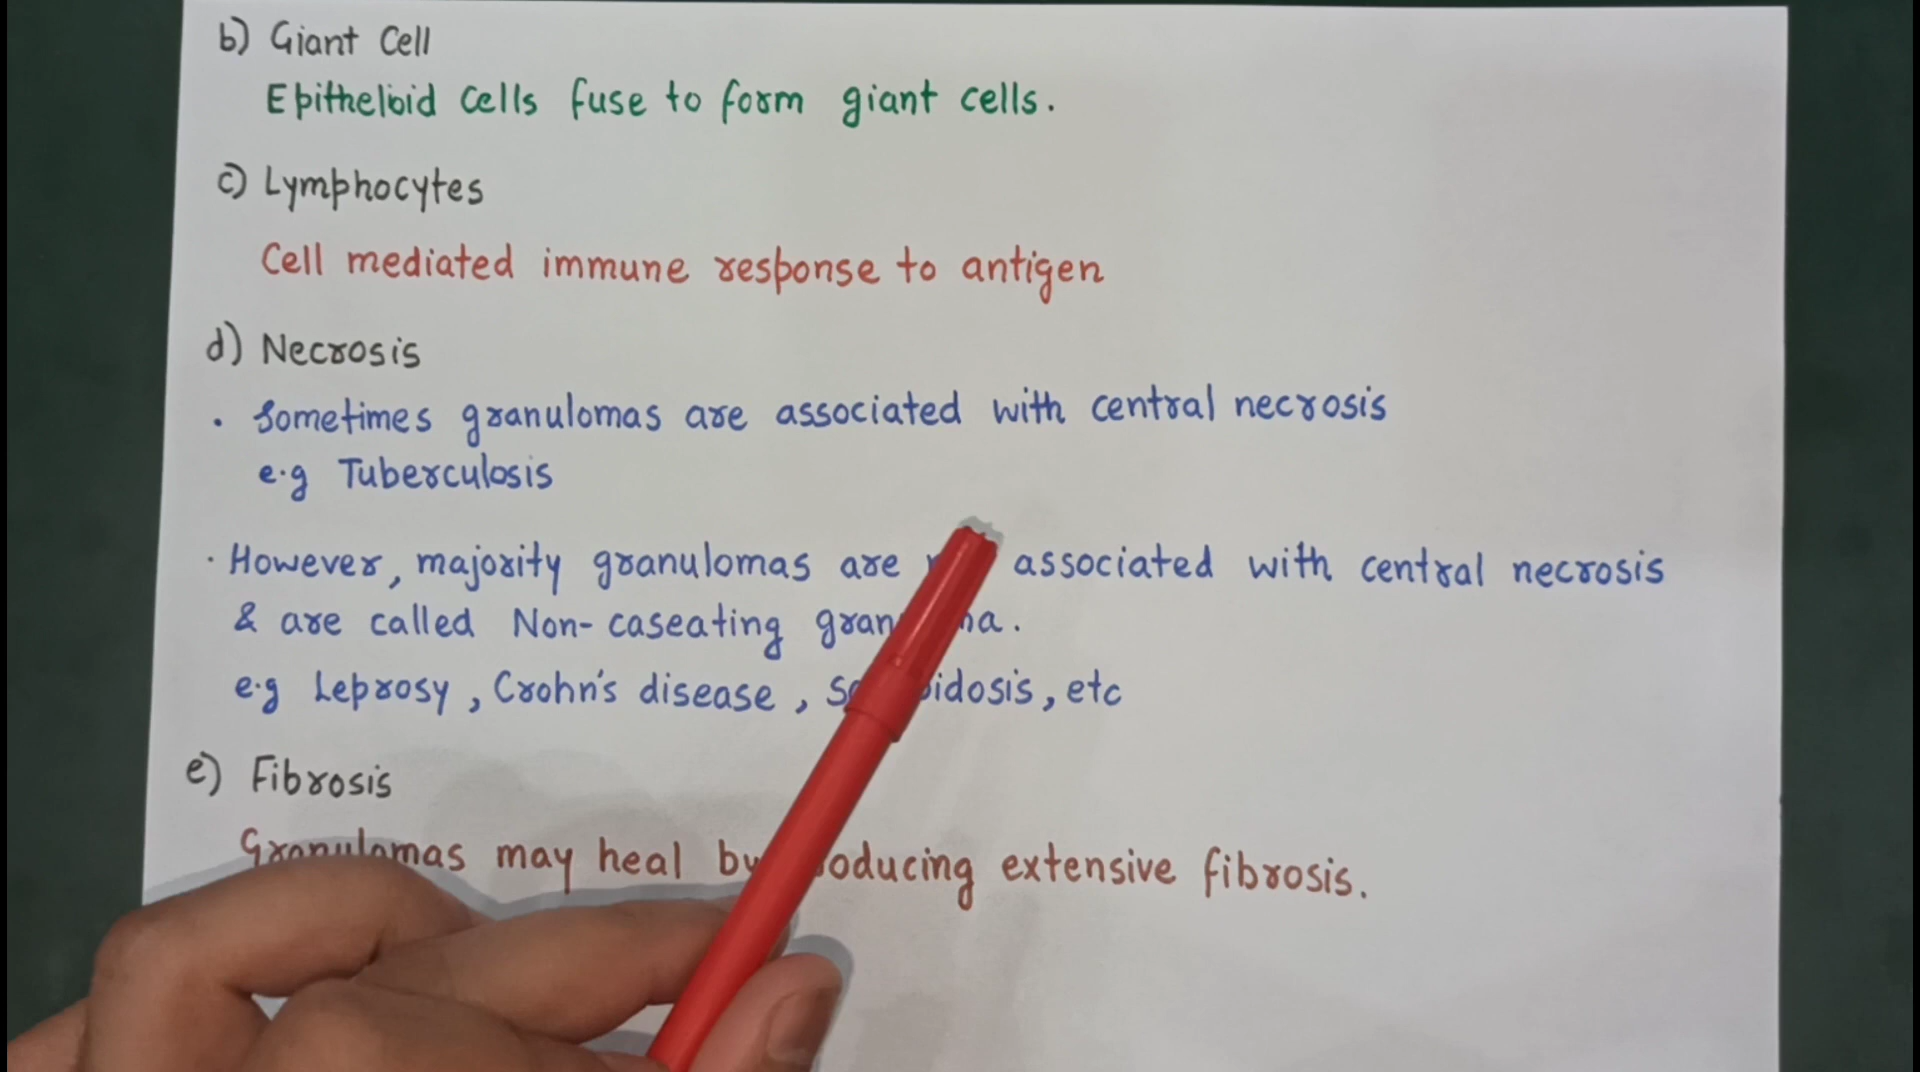 b) Giant Cell
Epitheloid cells fuse to form giant cells.
c) Lymphocytes
Cell mediated immune response to antigen
d) Necrosis
· Sometimes granulomas are associated with central necrosis
e.g Tuberculosis
· However, majority granulomas are associated with central necrosis
& are called Non-caseating
e.g Leprosy, Crohn's disease, etc
e) Fibrosis
Granulomas may heal by extensive fibrosis.